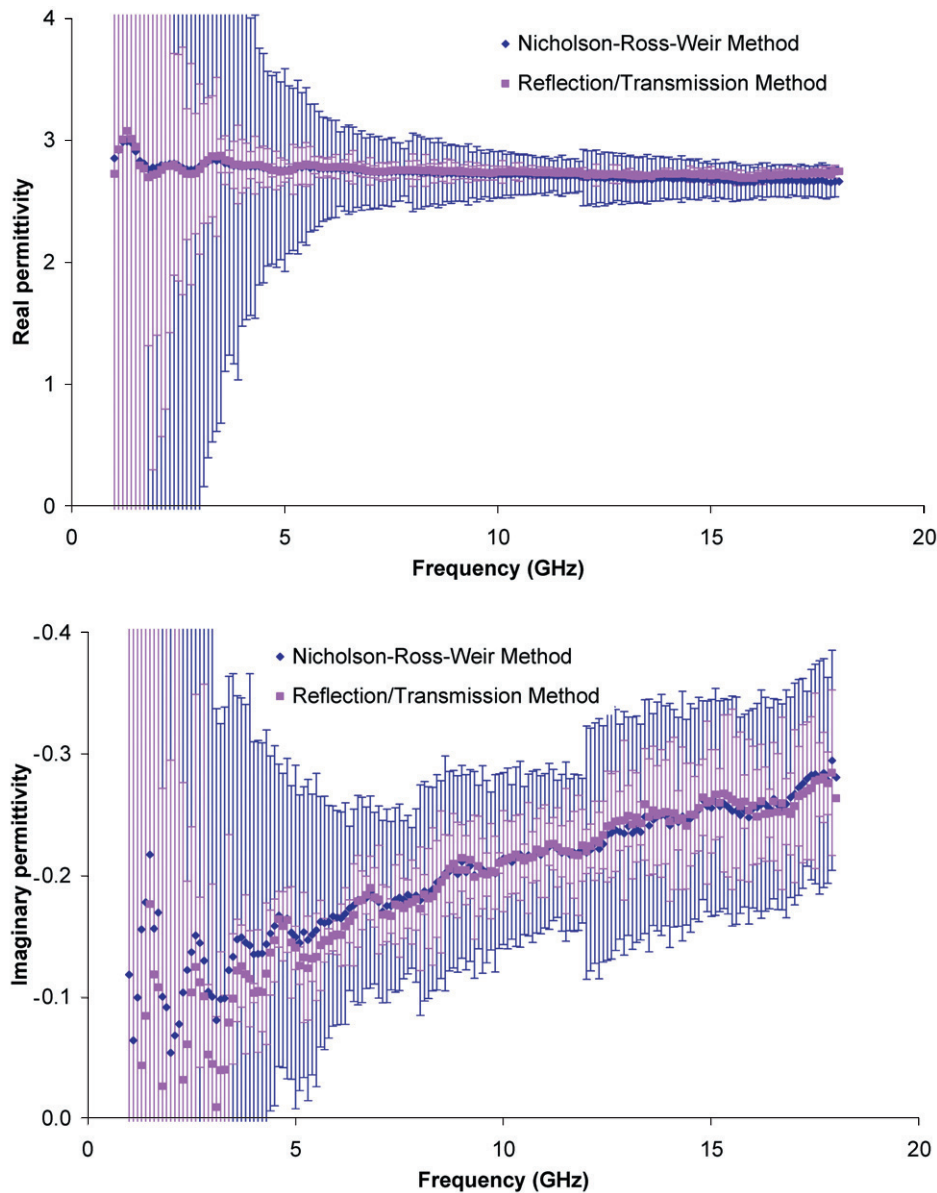 4
Nicholson-Ross-Weir Method
Reflection/Transmission Method
3
Real permittivity
2
1
0
0
5
10
15
20
Frequency (GHz)
-0.4
Nicholson-Ross-Weir Method
Reflection/Transmission Method
-0.3
Imaginary permittivity
-0.2
-0.1
0.0
0
5
10
15
20
Frequency (GHz)